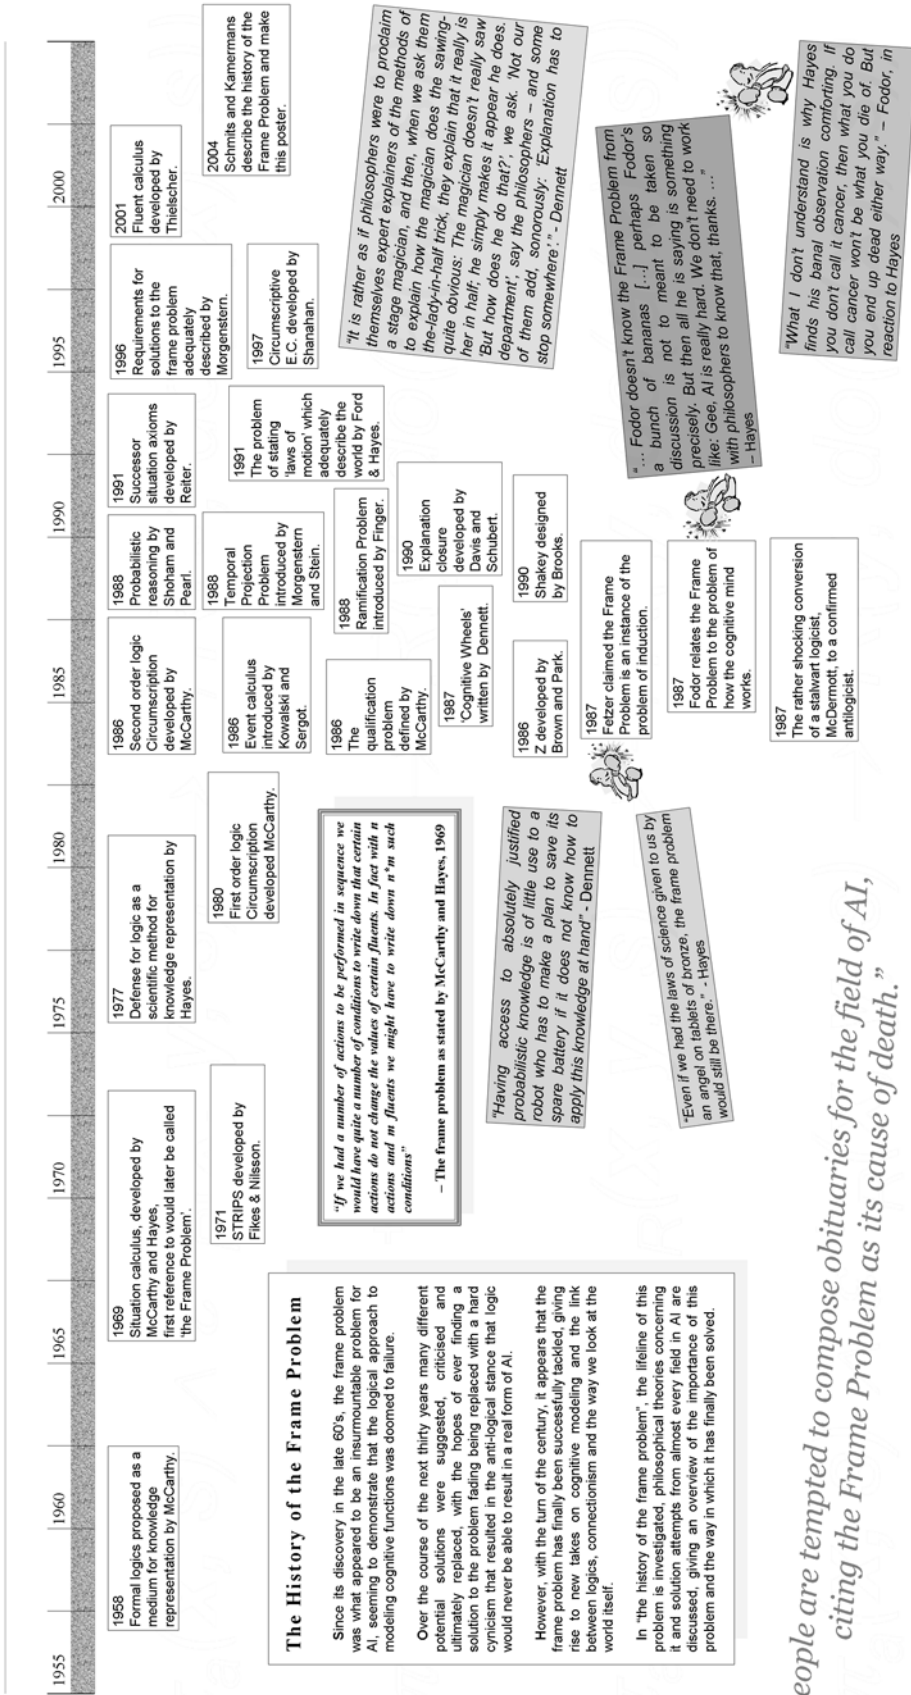 1955 1960 1965 1970 1975 1980 1985 1990 1995 2000
1958
Formal logics proposed as a
medium for knowledge
representation by McCarthy.
1969
Situation calculus, developed by
McCarthy and Hayes,
first reference to would later be called
'the Frame Problem'.
1971
STRIPS developed by
Fikes & Nilsson.
1977
Defense for logic as a
scientific method for
knowledge representation by
Hayes.
1980
First order logic
Circumscription
developed McCarthy.
1986
Second order logic
Circumscription
developed by
McCarthy.
1986
Event calculus
introduced by
Kowalski and
Sergot.
1986
The
qualification
problem
defined by
McCarthy.
1987
'Cognitive Wheels'
written by Dennett.
1986
Z developed by
Brown and Park.
1987
Fetzer claimed the Frame
Problem is an instance of the
problem of induction.
1987
Fodor relates the Frame
Problem to the problem of
how the cognitive mind
works.
1987
The rather shocking conversion
of a stalwart logicist,
McDermott, to a confirmed
antilogicist.
1988
Probabilistic
reasoning by
Shoham and
Pearl.
1988
Temporal
Projection
Problem
introduced by
Morgenstern
and Stein.
1988
Ramification Problem
introduced by Finger.
1990
Explanation
closure
developed by
Davis and
Schubert.
1990
Shakey designed
by Brooks.
1991
Successor
situation axioms
developed by
Reiter.
1991
The problem
of stating
'laws of
motion' which
adequately
describe the
world by Ford
& Hayes.
1996
Requirements for
solutions to the
frame problem
adequately
described by
Morgenstern.
1997
Circumscriptive
E.C. developed by
Shanahan.
2001
Fluent calculus
developed by
Thielscher.
2004
Schmits and Kamermans
describe the history of the
Frame Problem and make
this poster.
The History of the Frame Problem
Since its discovery in the late 60's, the frame problem
was what appeared to be an insurmountable problem for
AI, seeming to demonstrate that the logical approach to
modeling cognitive functions was doomed to failure.
Over the course of the next thirty years many different
potential solutions were suggested, criticised and
ultimately replaced, with the hopes of ever finding a
solution to the problem fading being replaced with a hard
cynicism that resulted in the anti-logical stance that logic
would never be able to result in a real form of AI.
However, with the turn of the century, it appears that the
frame problem has finally been successfully tackled, giving
rise to new takes on cognitive modeling and the link
between logics, connectionism and the way we look at the
world itself.
In "the history of the frame problem", the lifeline of this
problem is investigated, philosophical theories concerning
it and solution attempts from almost every field in AI are
discussed, giving an overview of the importance of this
problem and the way in which it has finally been solved.
"If we had a number of actions to be performed in sequence we
would have quite a number of conditions to write down that certain
actions do not change the values of certain fluents. In fact with n
actions and m fluents we might have to write down n*m such
conditions"
– The frame problem as stated by McCarthy and Hayes, 1969
"Having access to absolutely justified
probabilistic knowledge is of little use to a
robot who has to make a plan to save its
spare battery if it does not know how to
apply this knowledge at hand" - Dennett
"Even if we had the laws of science given to us by
an angel on tablets of bronze, the frame problem
would still be there." - Hayes
"It is rather as if philosophers were to proclaim
themselves expert explainers of the methods of
a stage magician, and then, when we ask them
to explain how the magician does the sawing-
the-lady-in-half trick, they explain that it really is
quite obvious: The magician doesn't really saw
her in half; he simply makes it appear he does.
'But how does he do that?', we ask. 'Not our
department', say the philosophers – and some
of them add, sonorously: 'Explanation has to
stop somewhere'." - Dennett
"… Fodor doesn't know the Frame Problem from
a bunch of bananas [...] perhaps Fodor's
discussion is not to meant to be taken so
precisely. But then all he is saying is something
like: Gee, AI is really hard. We don't need to work
with philosophers to know that, thanks. …"
– Hayes
"What I don't understand is why Hayes
finds his banal observation comforting. If
you don't call it cancer, then what you do
call cancer won't be what you die of. But
you end up dead either way." – Fodor, in
reaction to Hayes
eople are tempted to compose obituaries for the field of AI,
citing the Frame Problem as its cause of death."